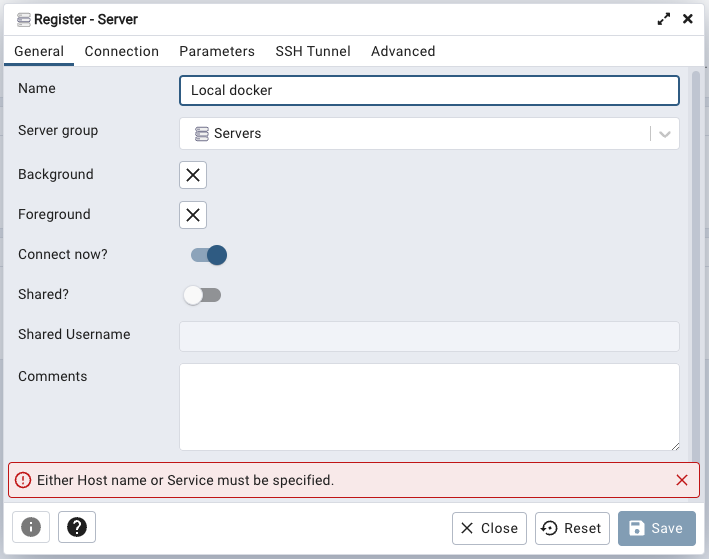 Register - Server
General Connection Parameters SSH Tunnel Advanced
Name Local docker
Server group Servers
Background
Foreground
Connect now?
Shared?
Shared Username
Comments
Either Host name or Service must be specified.
Close Reset Save